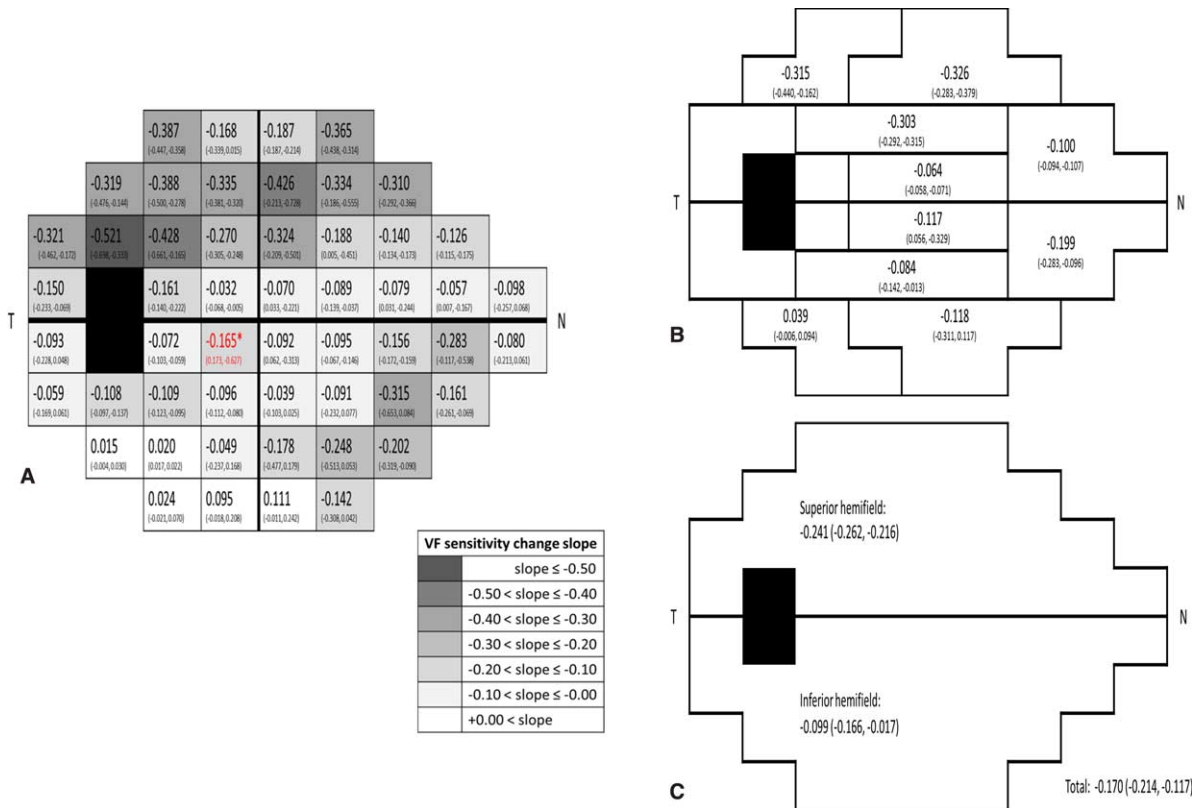 -0.387 -0.168 -0.187 -0.365
(-0.447, -0.358) (-0.339, 0.015) (-0.187, -0.214) (-0.438, -0.314)
-0.319 -0.388 -0.335 -0.426 -0.334 -0.310
(-0.476, -0.144) (-0.500, -0.278) (-0.381, -0.320) (-0.213, -0.728) (-0.186, -0.555) (-0.292, -0.366)
-0.321 -0.521 -0.428 -0.270 -0.324 -0.188 -0.140 -0.126
(-0.462, -0.172) (-0.698, -0.333) (-0.661, -0.165) (-0.305, -0.248) (-0.209, -0.501) (0.005, -0.451) (-0.134, -0.173) (-0.115, -0.175)
-0.150 -0.161 -0.032 -0.070 -0.089 -0.079 -0.057 -0.098
(-0.233, -0.069) (-0.140, -0.222) (-0.068, -0.005) (0.033, -0.221) (-0.139, -0.037) (0.031, -0.244) (0.007, -0.167) (-0.257, 0.068)
T N
-0.093 -0.072 -0.165* -0.092 -0.095 -0.156 -0.283 -0.080
(-0.228, 0.048) (-0.103, -0.059) (0.173, -0.627) (0.062, -0.313) (-0.067, -0.146) (-0.172, -0.159) (-0.117, -0.538) (-0.213, 0.061)
-0.059 -0.108 -0.109 -0.096 -0.039 -0.091 -0.315 -0.161
(-0.169, 0.061) (-0.097, -0.137) (-0.123, -0.095) (-0.112, -0.080) (-0.103, 0.025) (-0.232, 0.077) (-0.653, 0.084) (-0.261, -0.069)
0.015 0.020 -0.049 -0.178 -0.248 -0.202
(-0.004, 0.030) (0.017, 0.022) (-0.237, 0.168) (-0.477, 0.179) (-0.513, 0.053) (-0.319, -0.090)
A
0.024 0.095 0.111 -0.142
(-0.021, 0.070) (-0.018, 0.208) (-0.011, 0.242) (-0.308, 0.042)
VF sensitivity change slope
slope ≤ -0.50
-0.50 < slope ≤ -0.40
-0.40 < slope ≤ -0.30
-0.30 < slope ≤ -0.20
-0.20 < slope ≤ -0.10
-0.10 < slope ≤ -0.00
+0.00 < slope
-0.315 -0.326
(-0.440, -0.162) (-0.283, -0.379)
-0.303
(-0.292, -0.315)
-0.100
(-0.094, -0.107)
-0.064
(-0.058, -0.071)
T N
-0.117
(0.056, -0.329)
-0.199
(-0.283, -0.096)
-0.084
(-0.142, -0.013)
0.039 -0.118
(-0.006, 0.094) (-0.311, 0.117)
B
Superior hemifield:
-0.241 (-0.262, -0.216)
T N
Inferior hemifield:
-0.099 (-0.166, -0.017)
C
Total: -0.170 (-0.214, -0.117)